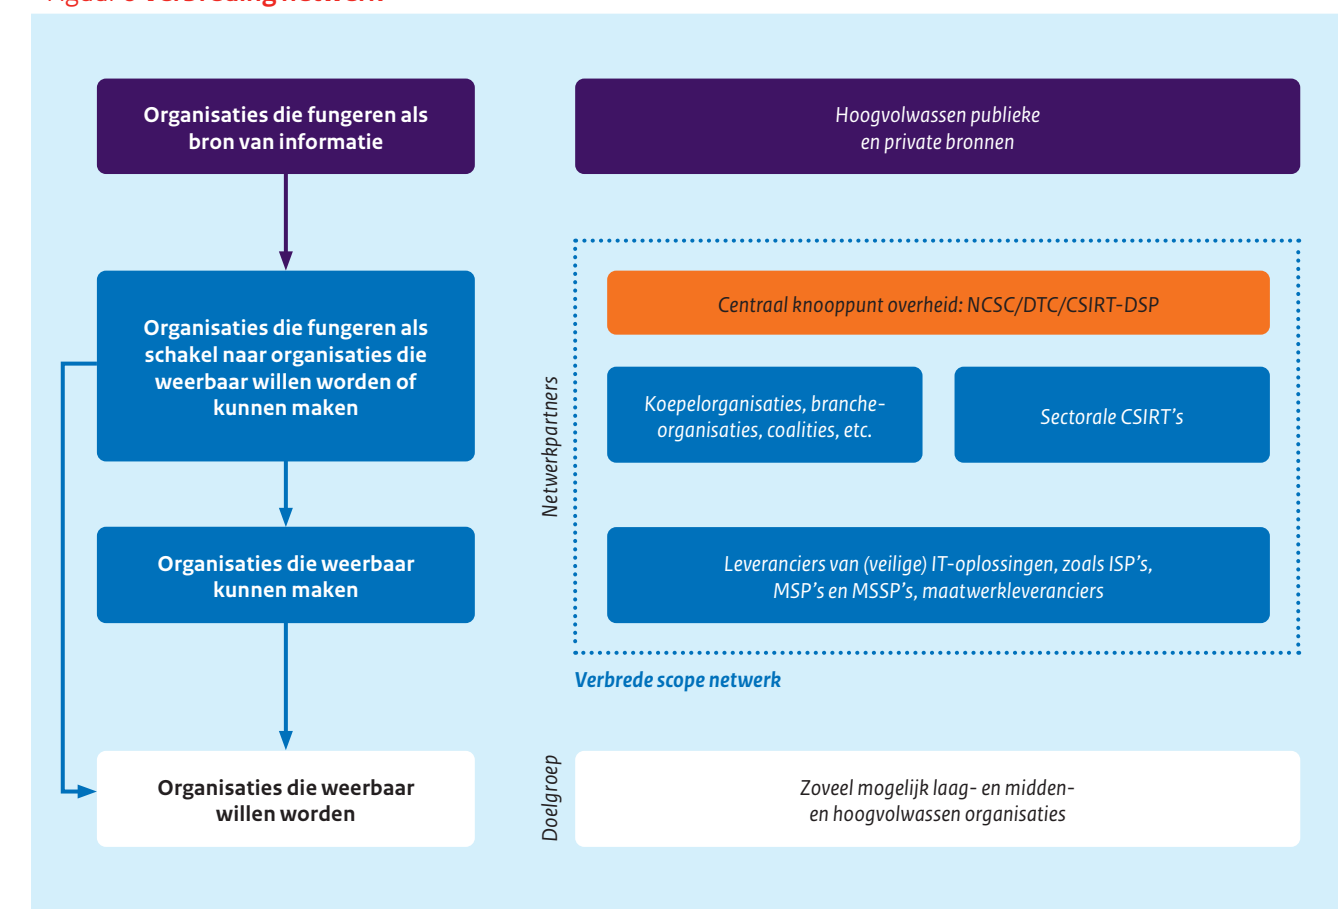 Verbreding netwerk
Organisaties die fungeren als
bron van informatie
Hoogvolwassen publieke
en private bronnen
Organisaties die fungeren als
schakel naar organisaties die
weerbaar willen worden of
kunnen maken
Netwerkpartners
Centraal knooppunt overheid: NCSC/DTC/CSIRT-DSP
Koepelorganisaties, branche-
organisaties, coalities, etc.
Sectorale CSIRT’s
Organisaties die weerbaar
kunnen maken
Leveranciers van (veilige) IT-oplossingen, zoals ISP’s,
MSP’s en MSSP’s, maatwerkleveranciers
Verbrede scope netwerk
Organisaties die weerbaar
willen worden
Doelgroep
Zoveel mogelijk laag- en midden-
en hoogvolwassen organisaties